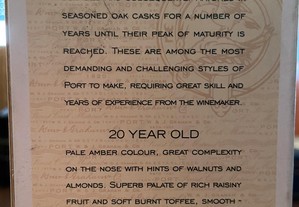 SEASONED OAK CASKS FOR A NUMBER OF
YEARS UNTIL THEIR PEAK OF MATURITY IS
REACHED. THESE ARE AMONG THE MOST
DEMANDING AND CHALLENGING STYLES OF
PORT TO MAKE, REQUIRING GREAT SKILL AND
YEARS OF EXPERIENCE FROM THE WINEMAKER.
20 YEAR OLD
PALE AMBER COLOUR, GREAT COMPLEXITY
ON THE NOSE WITH HINTS OF WALNUTS AND
ALMONDS. SUPERB PALATE OF RICH RAISINY
FRUIT AND SOFT BURNT TOFFEE, SMOOTH –